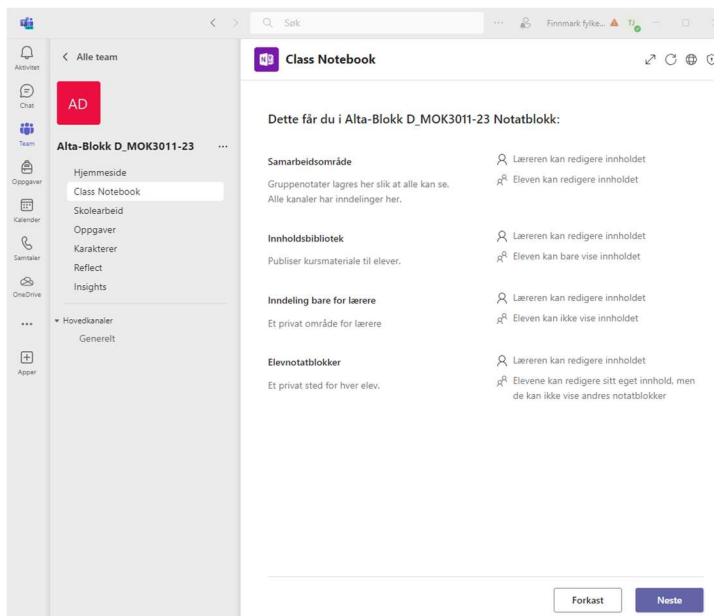 Søk
Finnmark fylke...
TJ
Aktivitet
Chat
Team
Oppgaver
Kalender
Samtaler
OneDrive
Apper
Alle team
AD
Alta-Blokk D_MOK3011-23
Hjemmeside
Class Notebook
Skolearbeid
Oppgaver
Karakterer
Reflect
Insights
Hovedkanaler
Generelt
N
Class Notebook
Dette får du i Alta-Blokk D_MOK3011-23 Notatblokk:
Samarbeidsområde
Gruppenotater lagres her slik at alle kan se.
Alle kanaler har inndelinger her.
Læreren kan redigere innholdet
Eleven kan redigere innholdet
Innholdsbibliotek
Publiser kursmateriale til elever.
Læreren kan redigere innholdet
Eleven kan bare vise innholdet
Inndeling bare for lærere
Et privat område for lærere
Læreren kan redigere innholdet
Eleven kan ikke vise innholdet
Elevnotatblokker
Et privat sted for hver elev.
Læreren kan redigere innholdet
Elevene kan redigere sitt eget innhold, men
de kan ikke vise andres notatblokker
Forkast
Neste